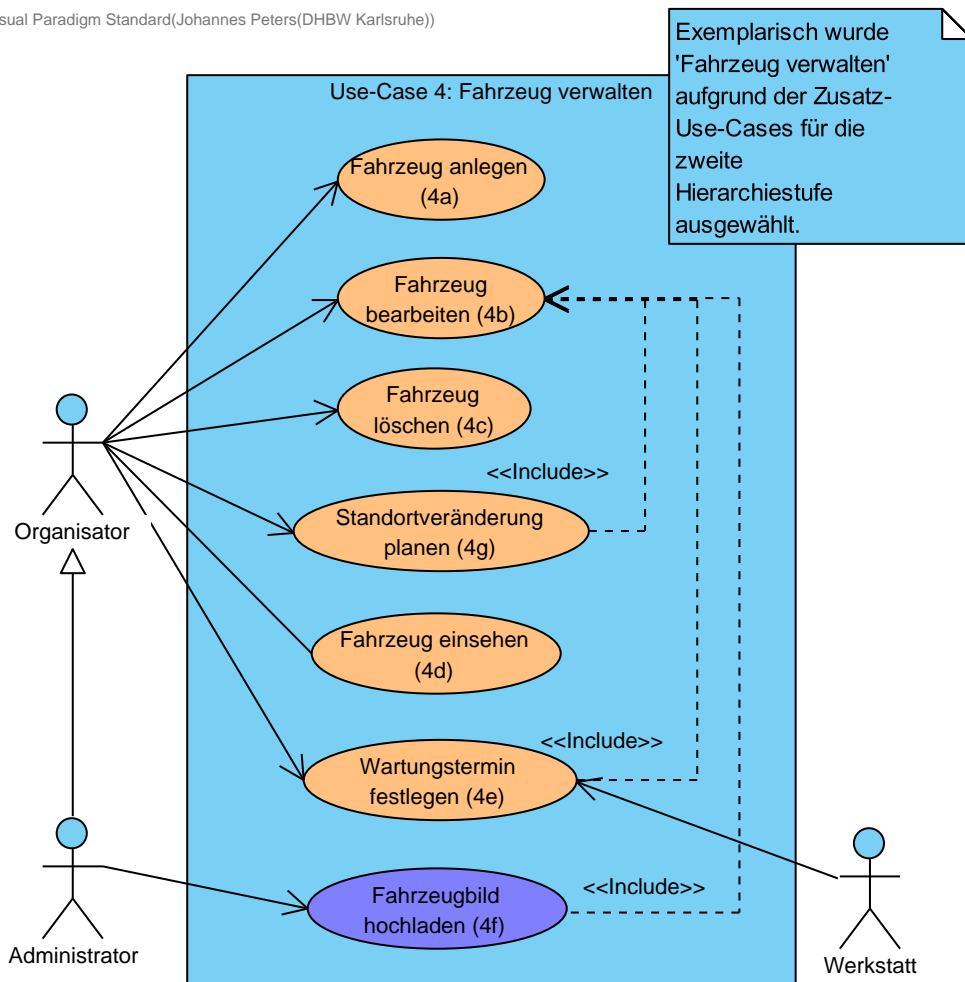 sual Paradigm Standard(Johannes Peters(DHBW Karlsruhe))
Exemplarisch wurde
'Fahrzeug verwalten'
aufgrund der Zusatz-
Use-Cases für die
zweite
Hierarchiestufe
ausgewählt.
Use-Case 4: Fahrzeug verwalten
Fahrzeug anlegen
(4a)
Fahrzeug
bearbeiten (4b)
Fahrzeug
löschen (4c)
<<Include>>
Standortveränderung
planen (4g)
Organisator
Fahrzeug einsehen
(4d)
<<Include>>
Wartungstermin
festlegen (4e)
<<Include>>
Fahrzeugbild
hochladen (4f)
Administrator
Werkstatt